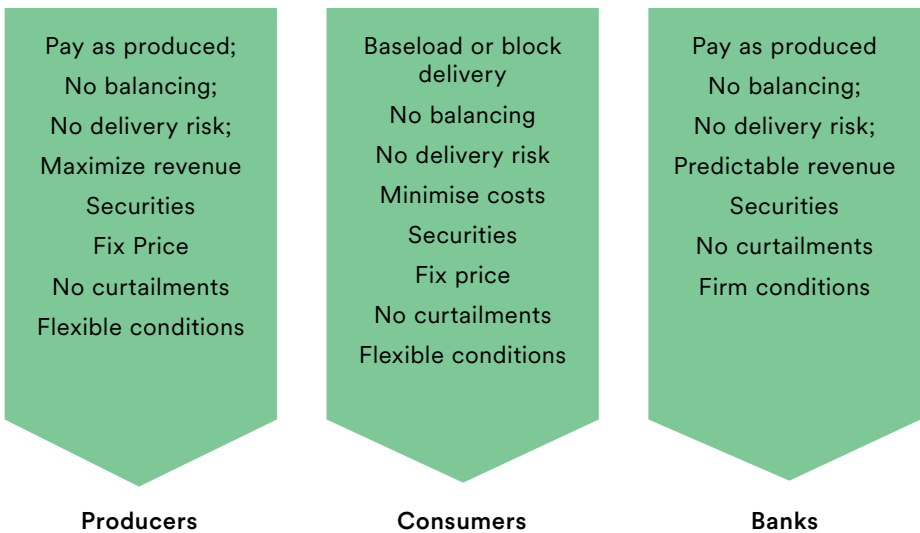 Pay as produced;
No balancing;
No delivery risk;
Maximize revenue
Securities
Fix Price
No curtailments
Flexible conditions
Producers
Baseload or block
delivery
No balancing
No delivery risk
Minimise costs
Securities
Fix price
No curtailments
Flexible conditions
Consumers
Pay as produced
No balancing;
No delivery risk;
Predictable revenue
Securities
No curtailments
Firm conditions
Banks